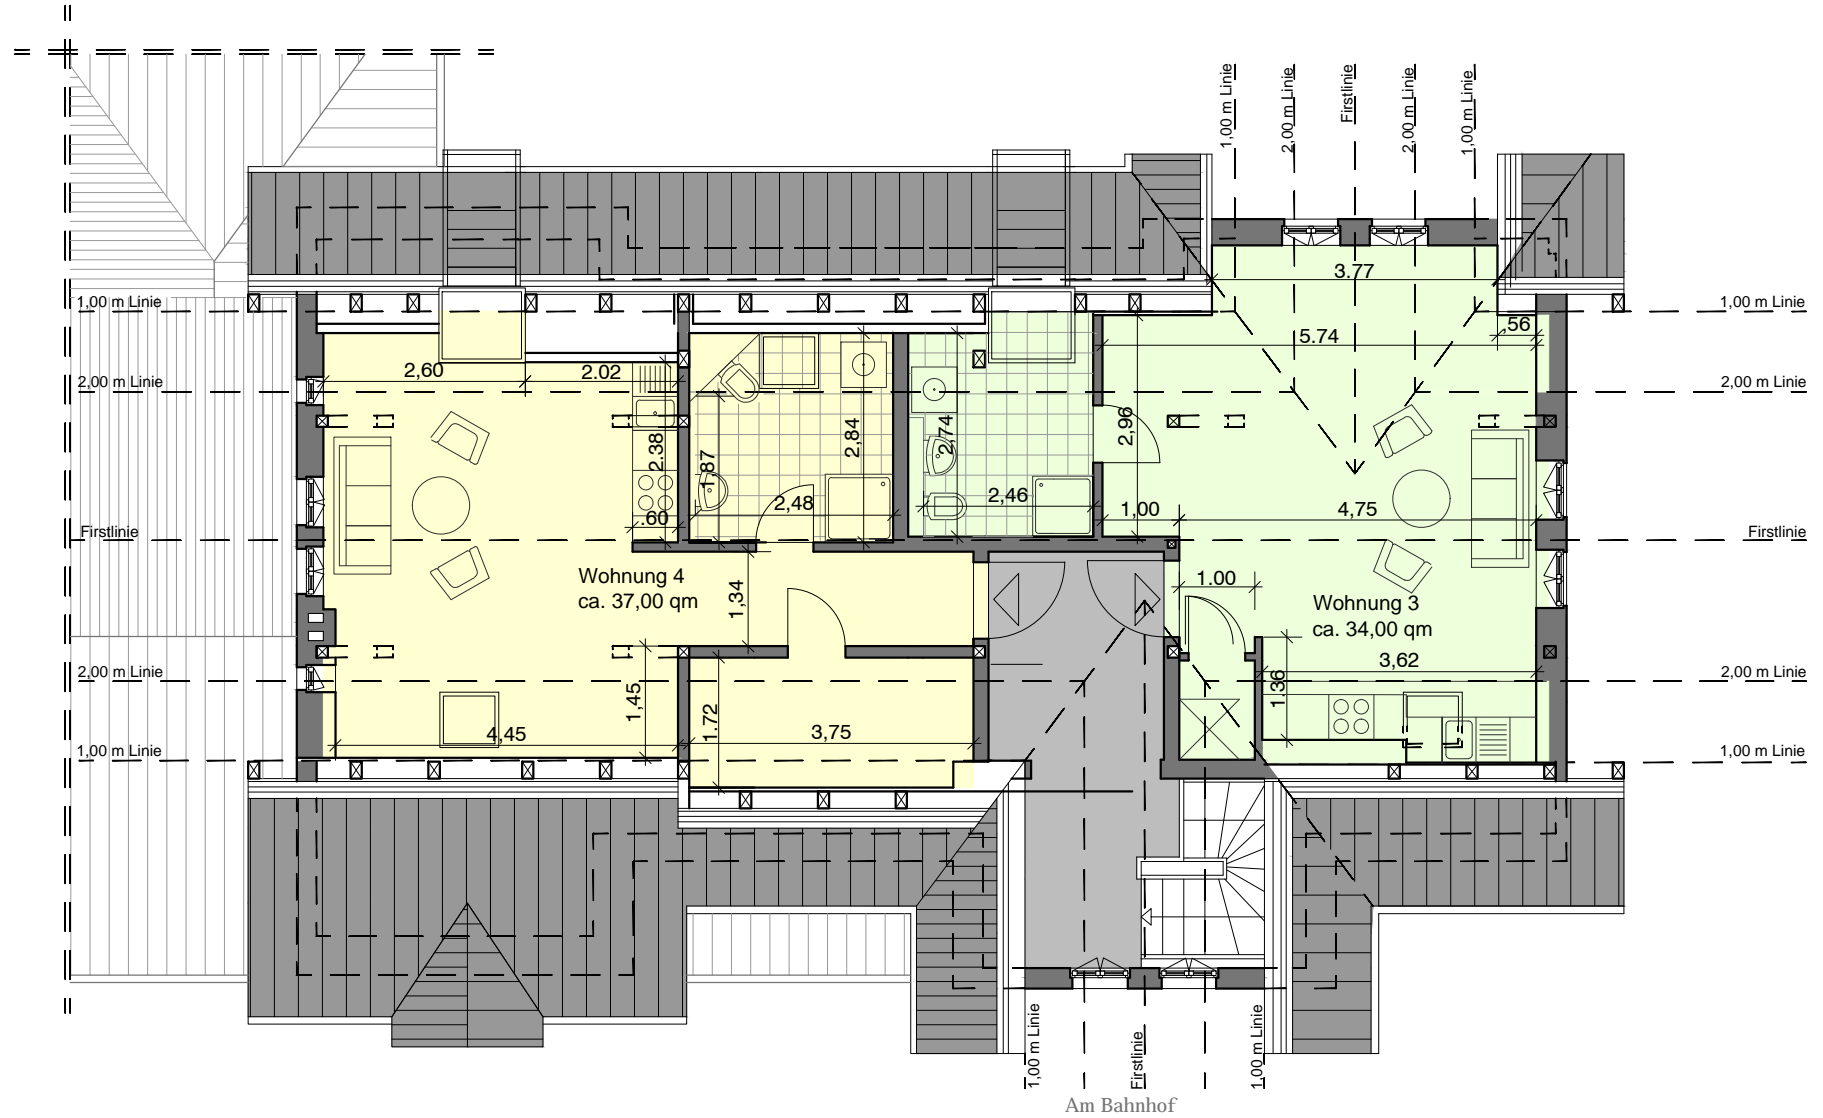 1,00 m Linie
2,00 m Linie
Firstlinie
2,00 m Linie
1,00 m Linie
3.77
1,00 m Linie
1,00 m Linie
,56
5.74
2,60
2.02
2,00 m Linie
2,00 m Linie
2.38
1,87
2,84
2,74
2,96
2,48
2,46
1,00
4,75
.60
Firstlinie
Firstlinie
Wohnung 4
ca. 37,00 qm
1,34
1.00
Wohnung 3
ca. 34,00 qm
3,62
1.36
2,00 m Linie
2,00 m Linie
1,45
1.72
4,45
3,75
1,00 m Linie
1,00 m Linie
1,00 m Linie
Firstlinie
1,00 m Linie
Am Bahnhof